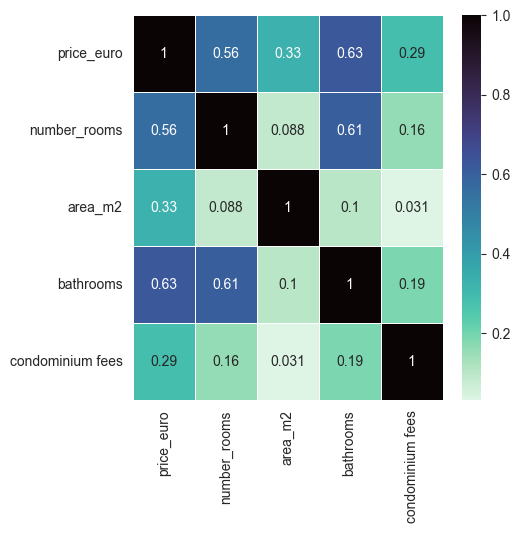 price_euro 1 0.56 0.33 0.63 0.29
number_rooms 0.56 1 0.088 0.61 0.16
area_m2 0.33 0.088 1 0.1 0.031
bathrooms 0.63 0.61 0.1 1 0.19
condominium fees 0.29 0.16 0.031 0.19 1
price_euro
number_rooms
area_m2
bathrooms
condominium fees
1.0
0.8
0.6
0.4
0.2